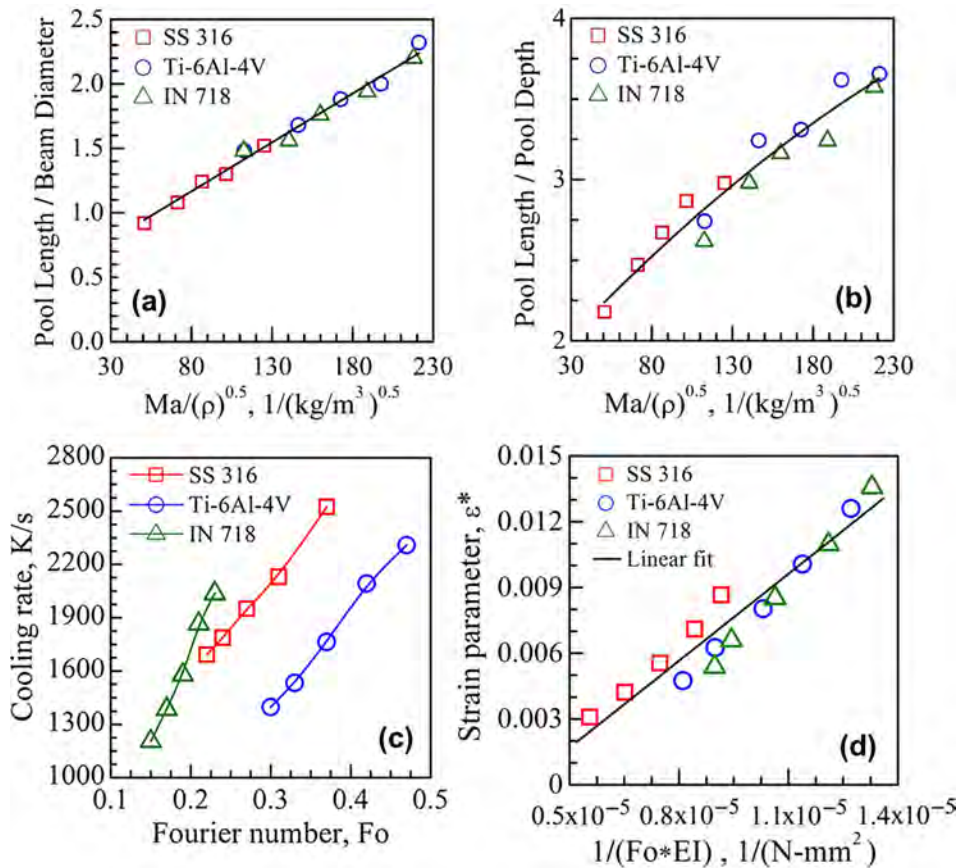 2.5
2.0
1.5
1.0
0.5
0.0
Pool Length / Beam Diameter
SS 316
Ti-6Al-4V
IN 718
(a)
30 80 130 180 230
Ma/(ρ)^0.5, 1/(kg/m^3)^0.5
4
3
2
Pool Length / Pool Depth
SS 316
Ti-6Al-4V
IN 718
(b)
30 80 130 180 230
Ma/(ρ)^0.5, 1/(kg/m^3)^0.5
2800
2500
2200
1900
1600
1300
1000
Cooling rate, K/s
SS 316
Ti-6Al-4V
IN 718
(c)
0.1 0.2 0.3 0.4 0.5
Fourier number, Fo
0.015
0.012
0.009
0.006
0.003
0
Strain parameter, ε*
SS 316
Ti-6Al-4V
IN 718
Linear fit
(d)
0.5x10^-5 0.8x10^-5 1.1x10^-5 1.4x10^-5
1/(Fo*EI) , 1/(N-mm^2)